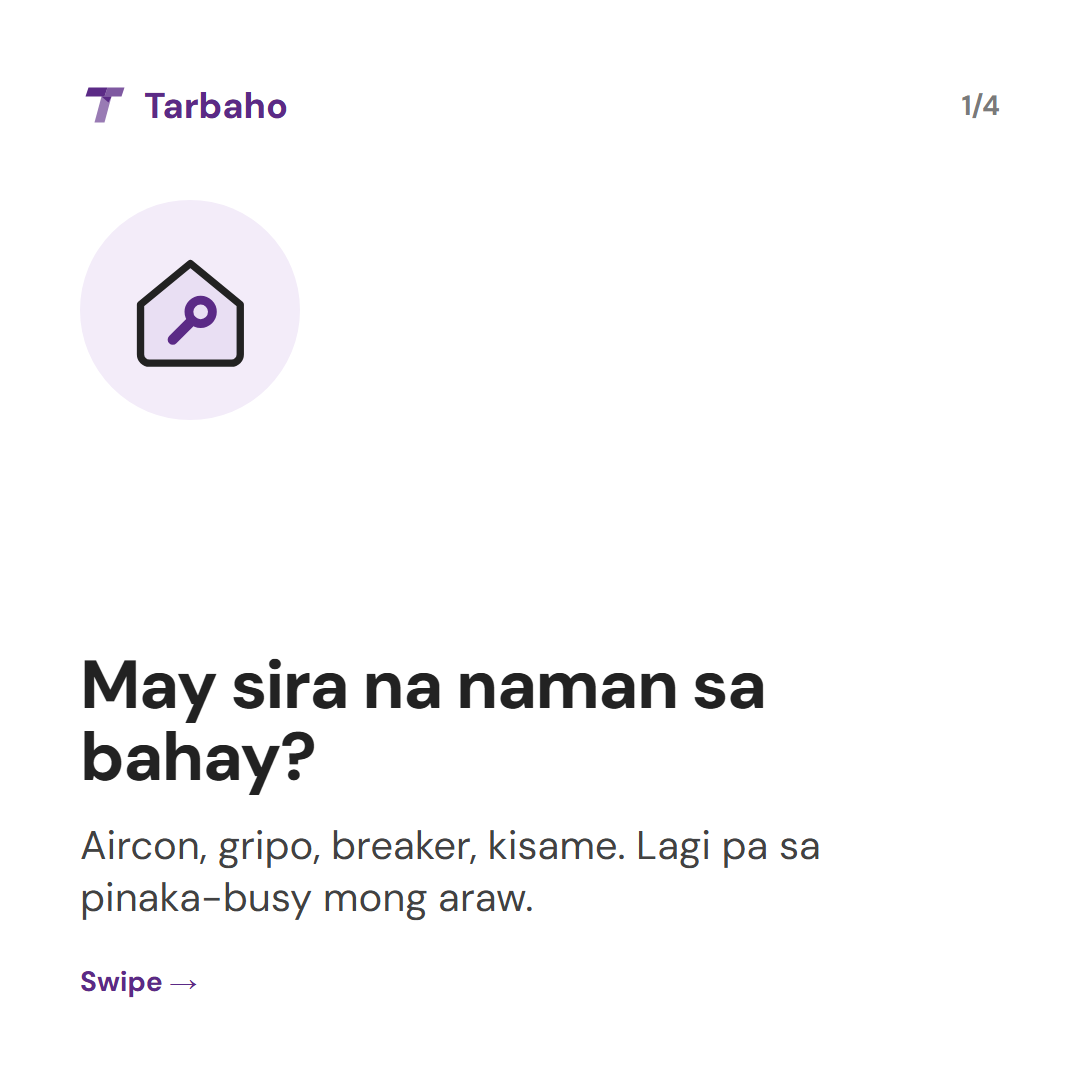 Tarbaho
1/4
May sira na naman sa
bahay?
Aircon, gripo, breaker, kisame. Lagi pa sa
pinaka-busy mong araw.
Swipe →